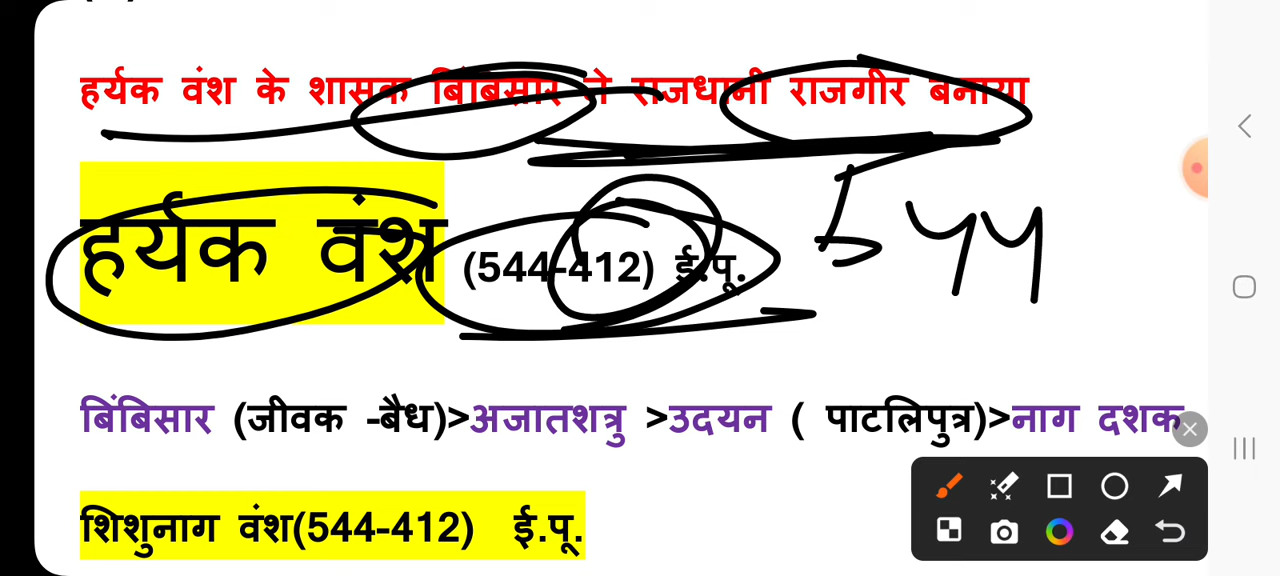 हर्यक वंश के शासक बिंबिसार ने राजधानी राजगीर बनाया
हर्यक वंश (544-412) ई.पू. 544
बिंबिसार (जीवक -बैध)>अजातशत्रु >उदयन ( पाटलिपुत्र)>नाग दशक
शिशुनाग वंश(544-412) ई.पू.